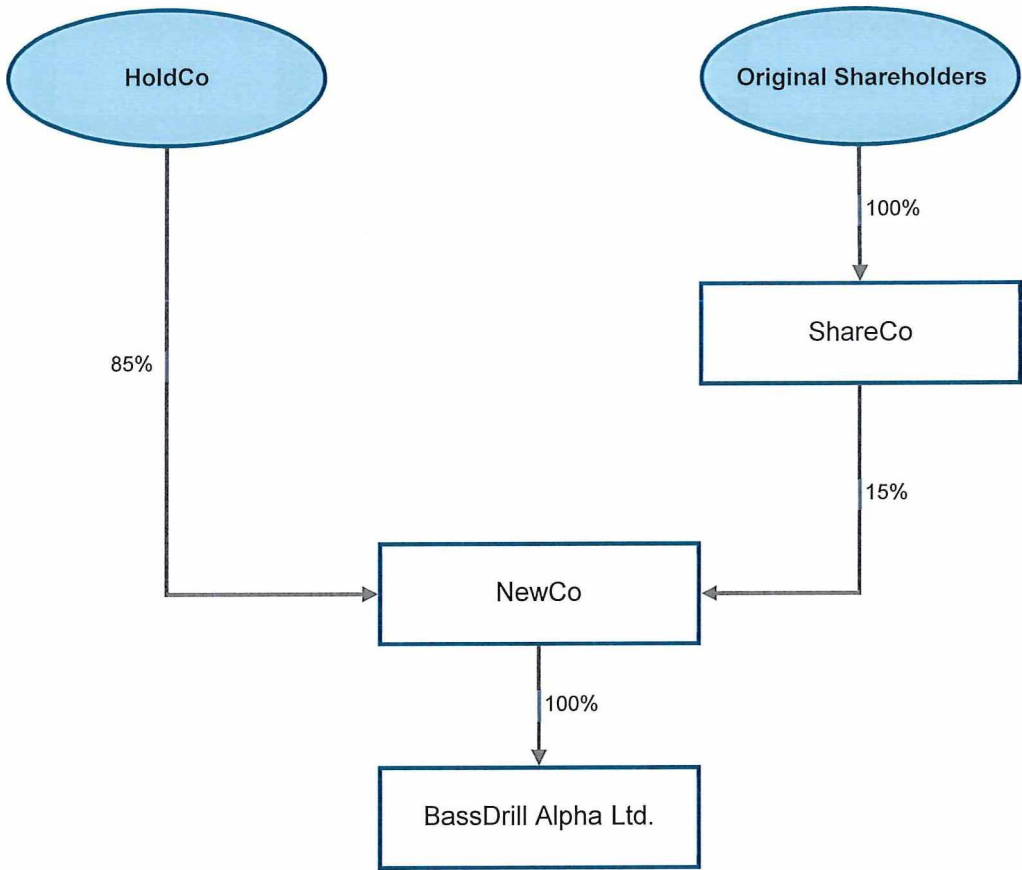 HoldCo
Original Shareholders
100%
ShareCo
85%
15%
NewCo
100%
BassDrill Alpha Ltd.